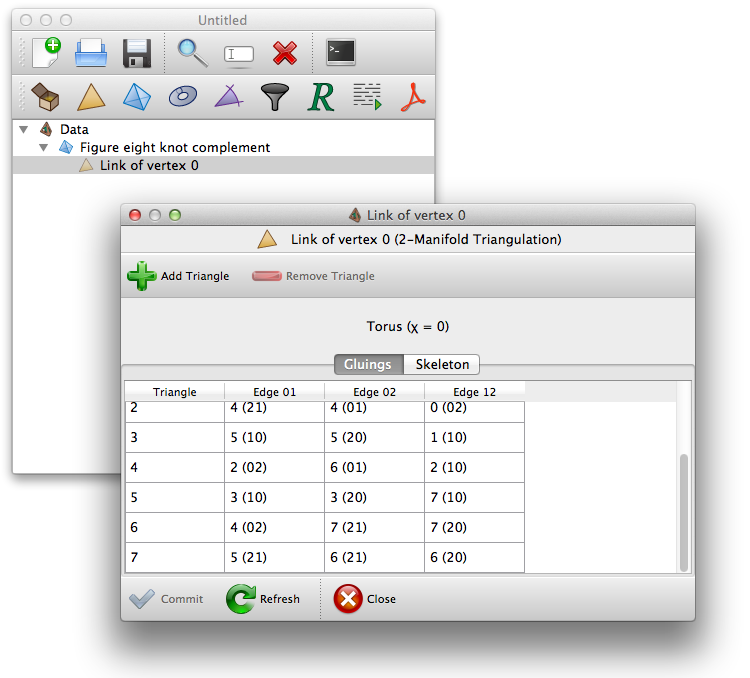 Untitled
R
Data
Figure eight knot complement
Link of vertex 0
Link of vertex 0
Link of vertex 0 (2-Manifold Triangulation)
Add Triangle Remove Triangle
Torus (χ = 0)
Gluings Skeleton
Triangle Edge 01 Edge 02 Edge 12
2 4 (21) 4 (01) 0 (02)
3 5 (10) 5 (20) 1 (10)
4 2 (02) 6 (01) 2 (10)
5 3 (10) 3 (20) 7 (10)
6 4 (02) 7 (21) 7 (20)
7 5 (21) 6 (21) 6 (20)
Commit Refresh Close